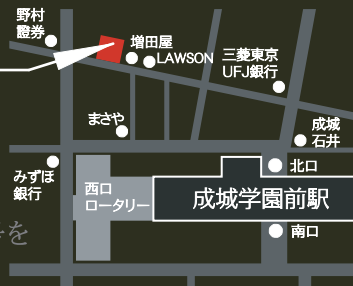 野村
證券
増田屋
LAWSON
三菱東京
UFJ銀行
まさや
成城
石井
みずほ
銀行
北口
西口
ロータリー
成城学園前駅
南口
を